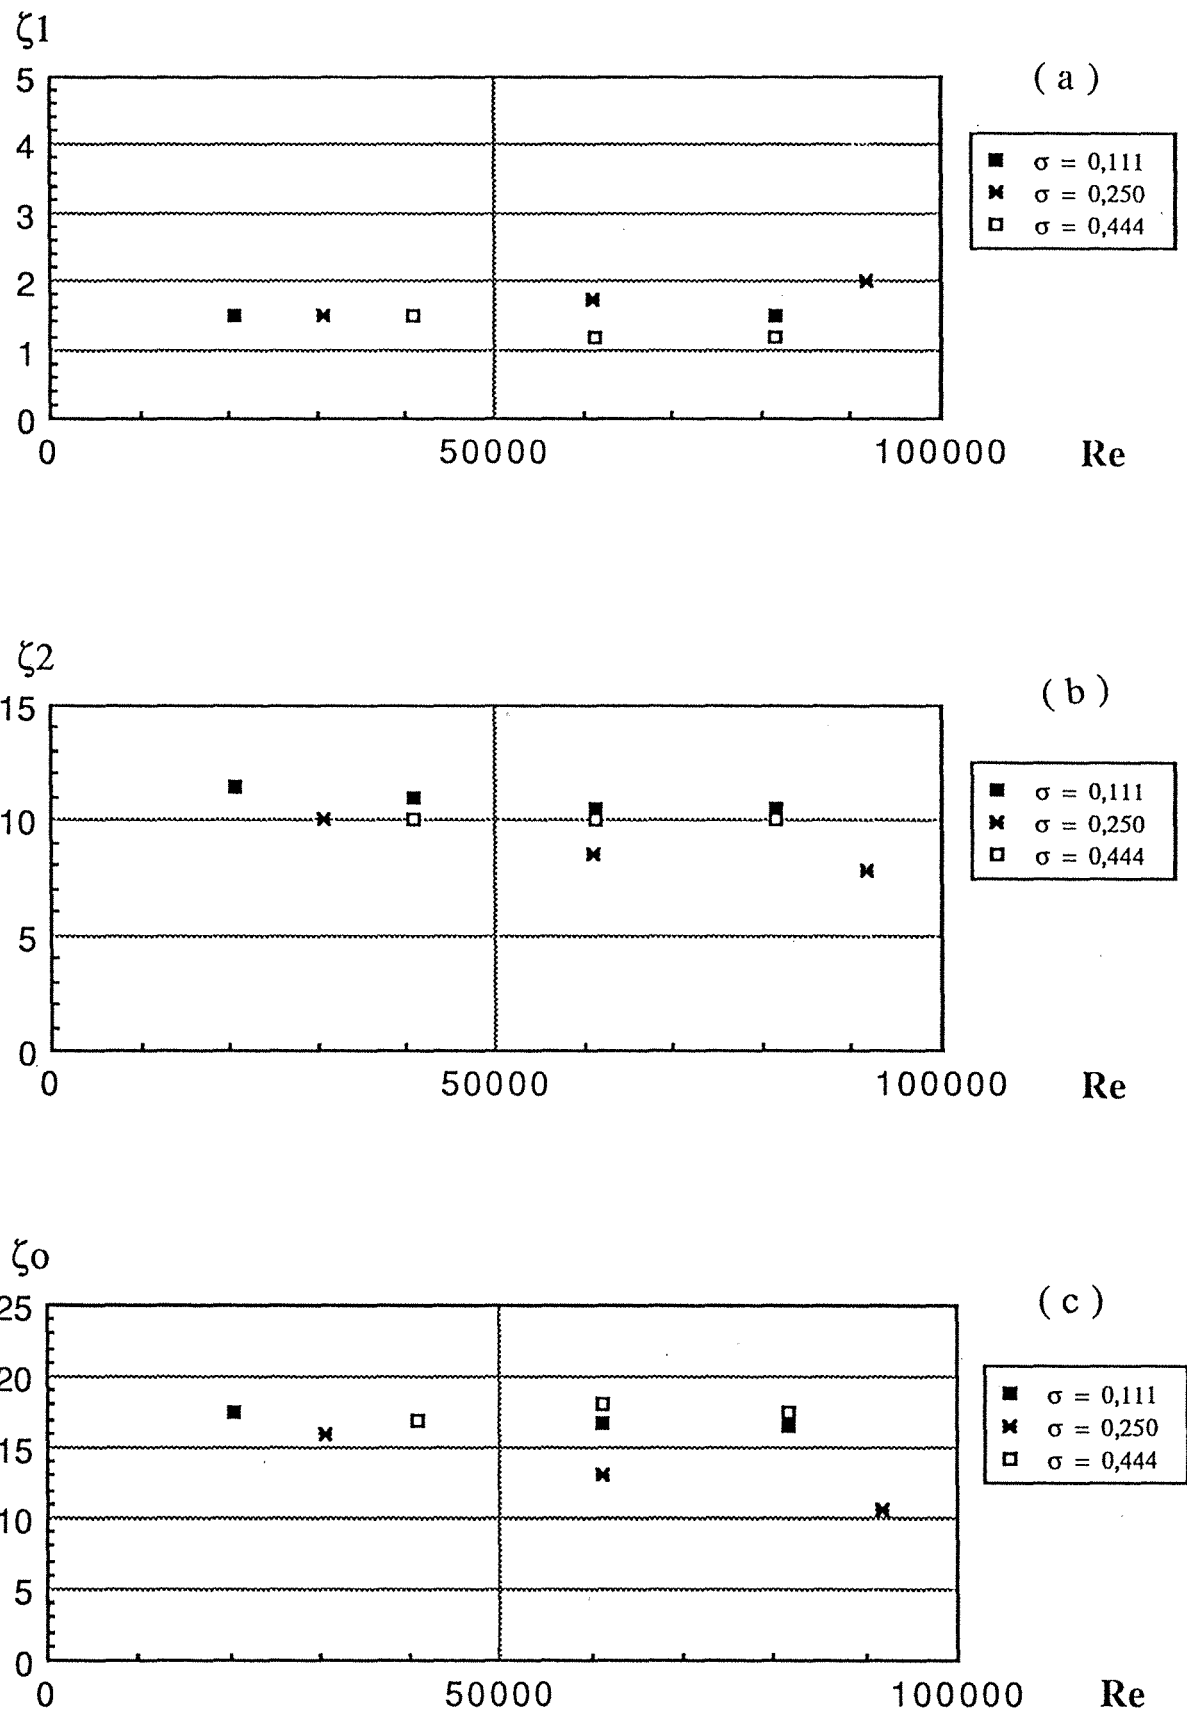 ζ1
( a )
5
4
3
2
1
0
0 50000 100000 Re
σ = 0,111
σ = 0,250
σ = 0,444
ζ2
( b )
15
10
5
0
0 50000 100000 Re
σ = 0,111
σ = 0,250
σ = 0,444
ζo
( c )
25
20
15
10
5
0
0 50000 100000 Re
σ = 0,111
σ = 0,250
σ = 0,444